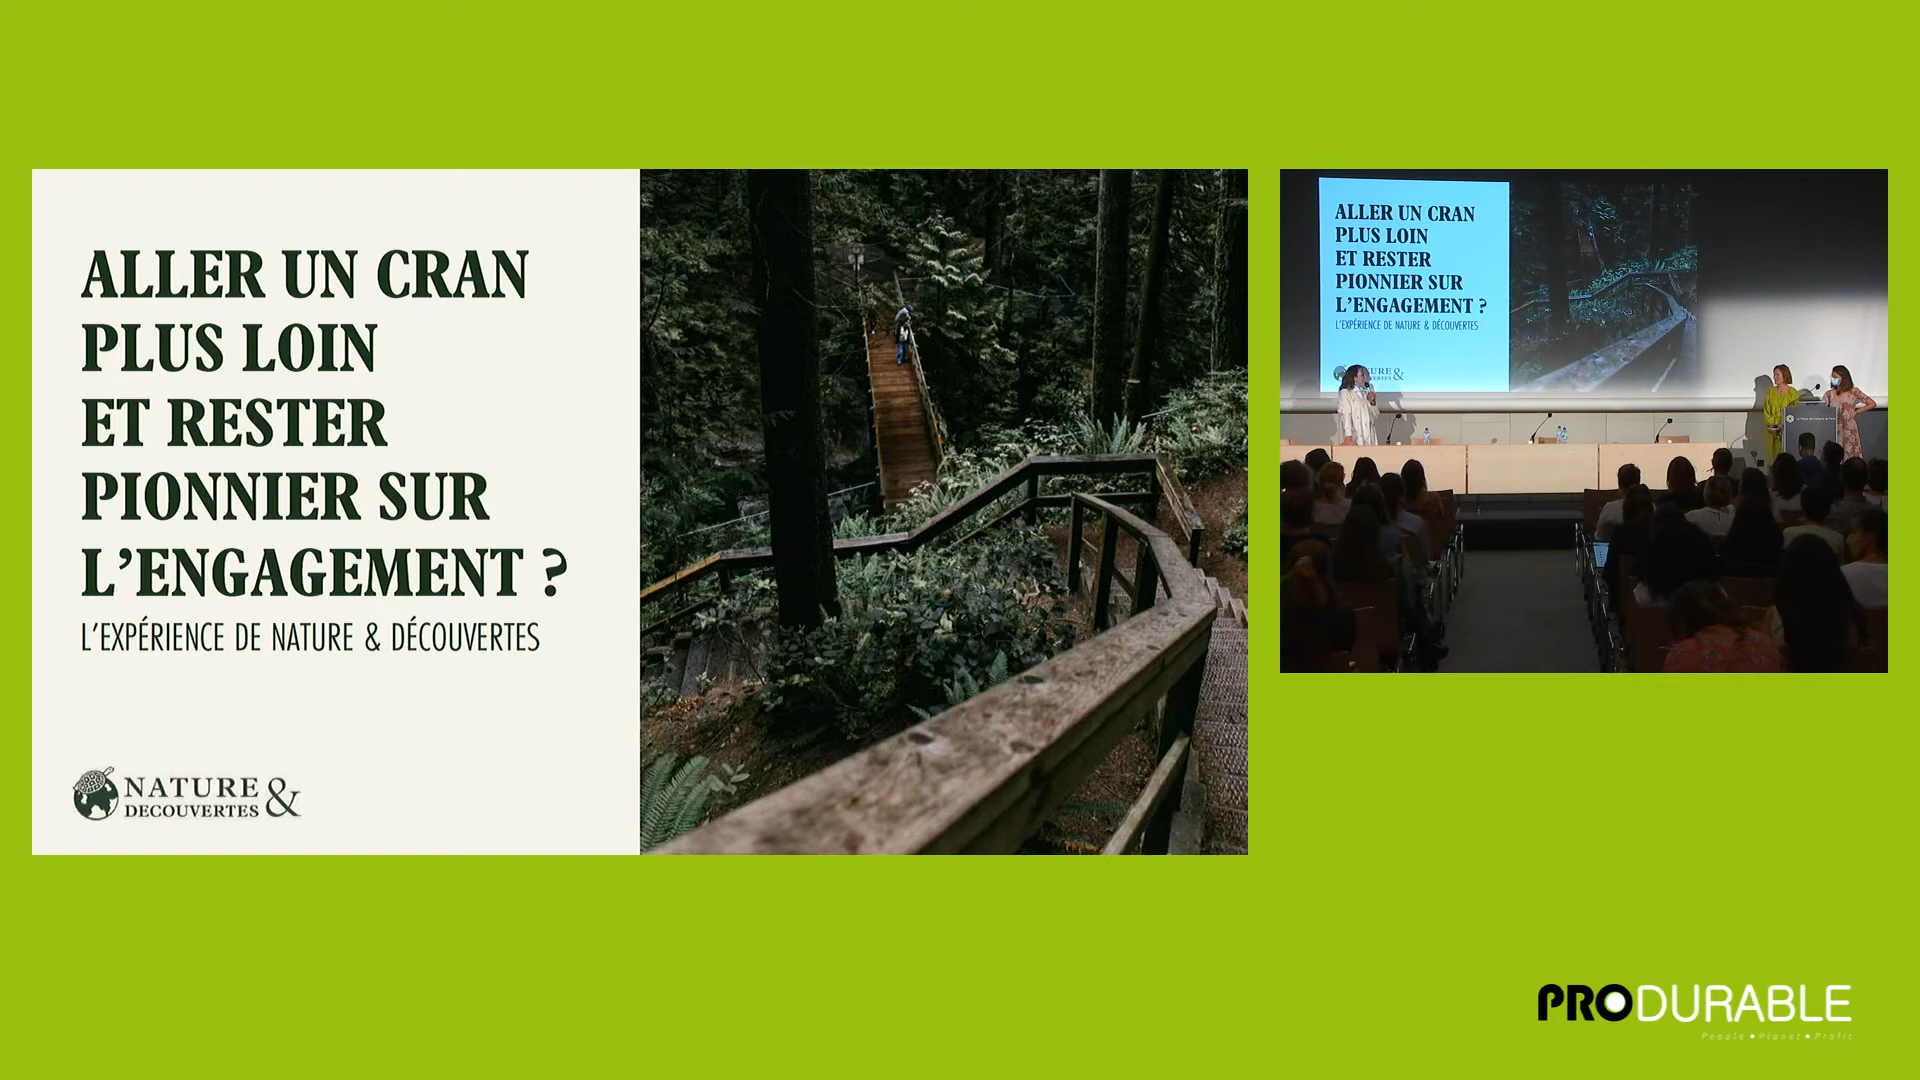 ALLER UN CRAN
PLUS LOIN
ET RESTER
PIONNIER SUR
L’ENGAGEMENT ?
L’EXPÉRIENCE DE NATURE & DÉCOUVERTES
NATURE &
DECOUVERTES
ALLER UN CRAN
PLUS LOIN
ET RESTER
PIONNIER SUR
L’ENGAGEMENT ?
L’EXPÉRIENCE DE NATURE & DÉCOUVERTES
PRODURABLE
People • Planet • Profit